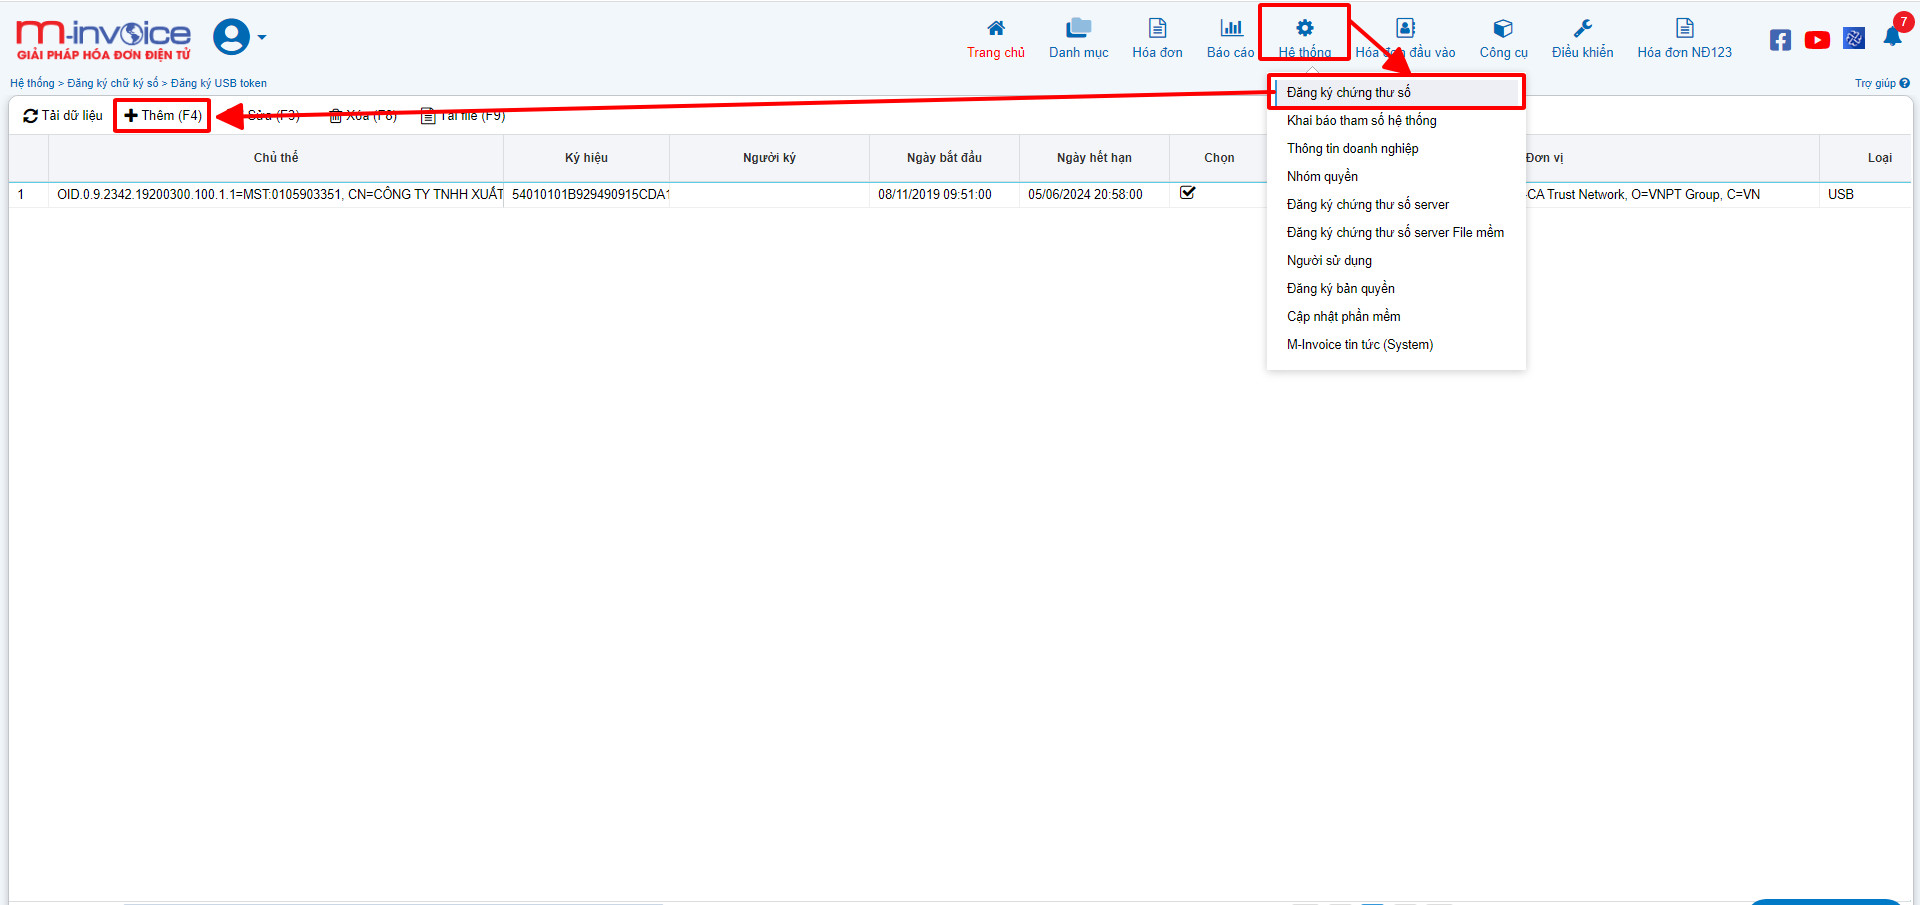 m-invoice
GIẢI PHÁP HÓA ĐƠN ĐIỆN TỬ
Trang chủ
Danh mục
Hóa đơn
Báo cáo
Hệ thống
Hóa đơn đầu vào
Công cụ
Điều khiển
Hóa đơn NĐ123
7
Hệ thống > Đăng ký chữ ký số > Đăng ký USB token
Trợ giúp
Tải dữ liệu
Thêm (F4)
Sửa (F3)
Xóa (F8)
Tải file (F9)
Chủ thể
Ký hiệu
Người ký
Ngày bắt đầu
Ngày hết hạn
Chọn
Đơn vị
Loại
1
OID.0.9.2342.19200300.100.1.1=MST:0105903351, CN=CÔNG TY TNHH XUẤT
54010101B929490915CDA1
08/11/2019 09:51:00
05/06/2024 20:58:00
-CA Trust Network, O=VNPT Group, C=VN
USB
Đăng ký chứng thư số
Khai báo tham số hệ thống
Thông tin doanh nghiệp
Nhóm quyền
Đăng ký chứng thư số server
Đăng ký chứng thư số server File mềm
Người sử dụng
Đăng ký bản quyền
Cập nhật phần mềm
M-Invoice tin tức (System)